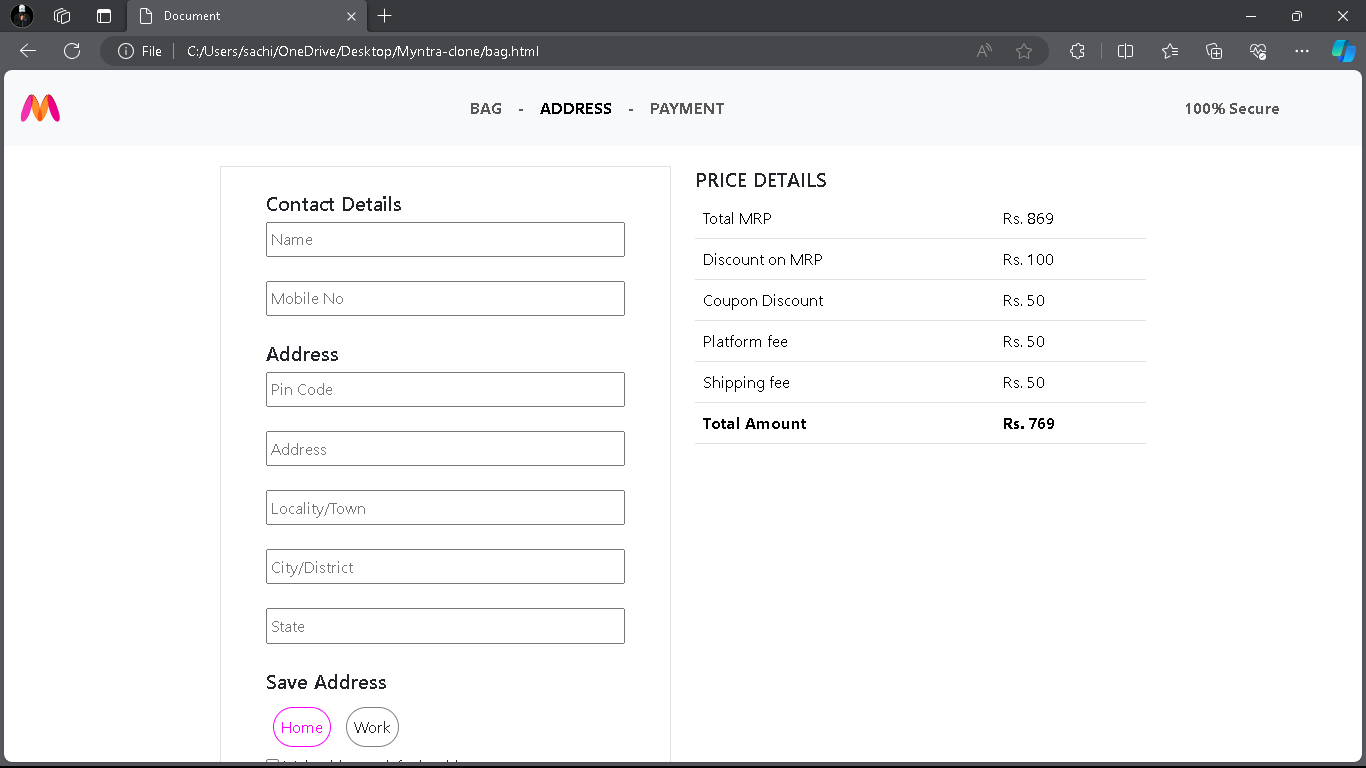 Document
File
C:/Users/sachi/OneDrive/Desktop/Myntra-clone/bag.html
BAG - ADDRESS - PAYMENT
100% Secure
Contact Details
Name
Mobile No
Address
Pin Code
Address
Locality/Town
City/District
State
Save Address
Home
Work
PRICE DETAILS
Total MRP Rs. 869
Discount on MRP Rs. 100
Coupon Discount Rs. 50
Platform fee Rs. 50
Shipping fee Rs. 50
Total Amount Rs. 769